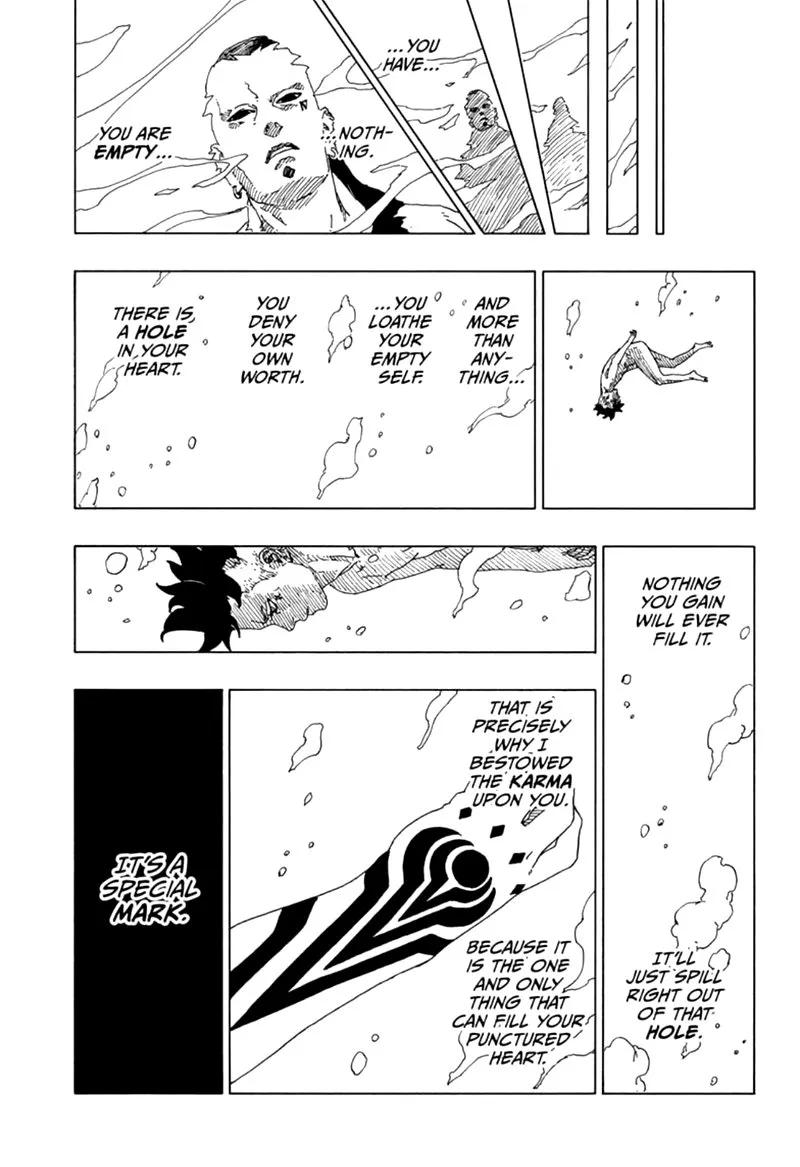 ...YOU
HAVE...
...NOTH-
ING.
YOU ARE
EMPTY...
AND
MORE
THAN
ANY-
THING...
...YOU
LOATHE
YOUR
EMPTY
SELF.
YOU
DENY
YOUR
OWN
WORTH.
THERE IS
A HOLE
IN YOUR
HEART.
NOTHING
YOU GAIN
WILL EVER
FILL IT.
IT'LL
JUST SPILL
RIGHT OUT
OF THAT
HOLE.
THAT IS
PRECISELY
WHY I
BESTOWED
THE KARMA
UPON YOU.
BECAUSE IT
IS THE ONE
AND ONLY
THING THAT
CAN FILL YOUR
PUNCTURED
HEART.
IT'S A
SPECIAL
MARK.